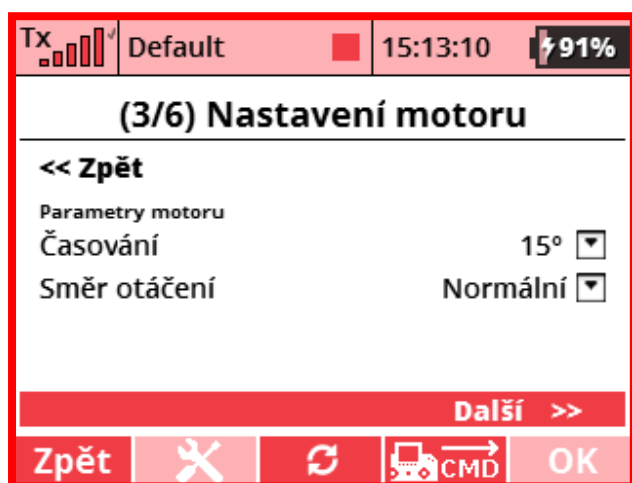 Tx Default 15:13:10 91%
(3/6) Nastavení motoru
<< Zpět
Parametry motoru
Časování 15º
Směr otáčení Normální
Další >>
Zpět CMD OK